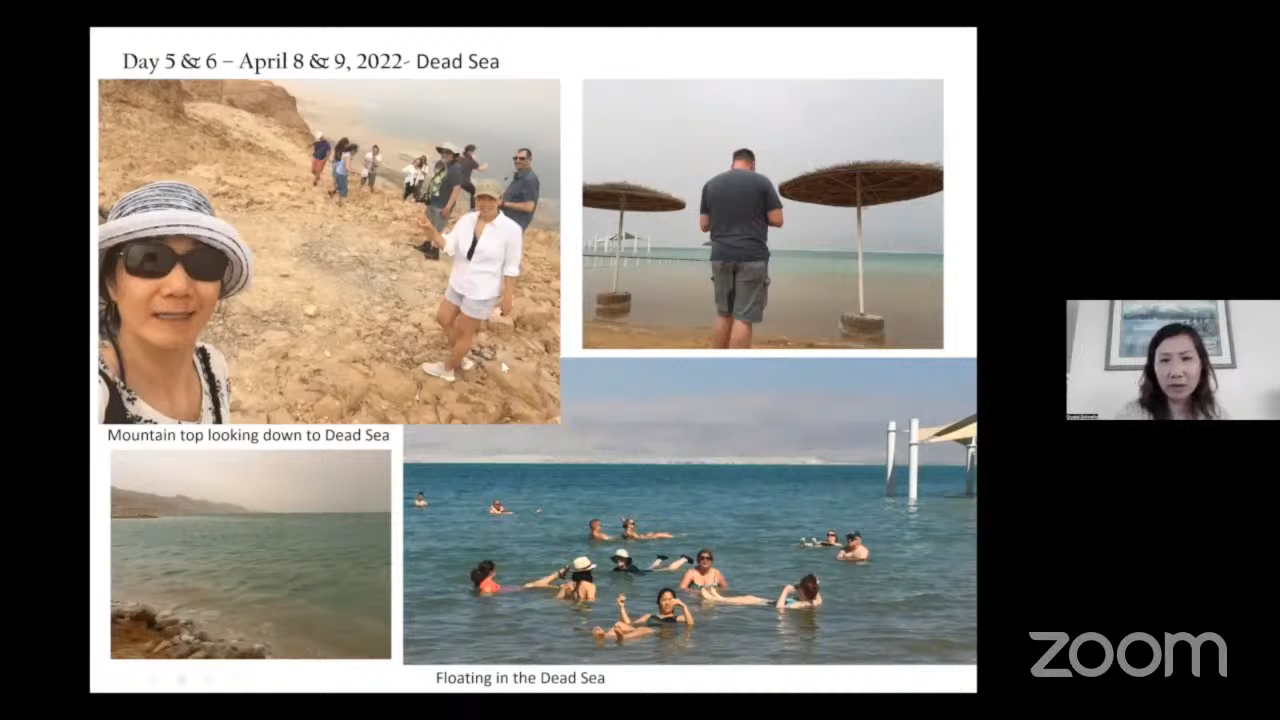 Day 5 & 6 – April 8 & 9, 2022- Dead Sea
Mountain top looking down to Dead Sea
Floating in the Dead Sea
zoom